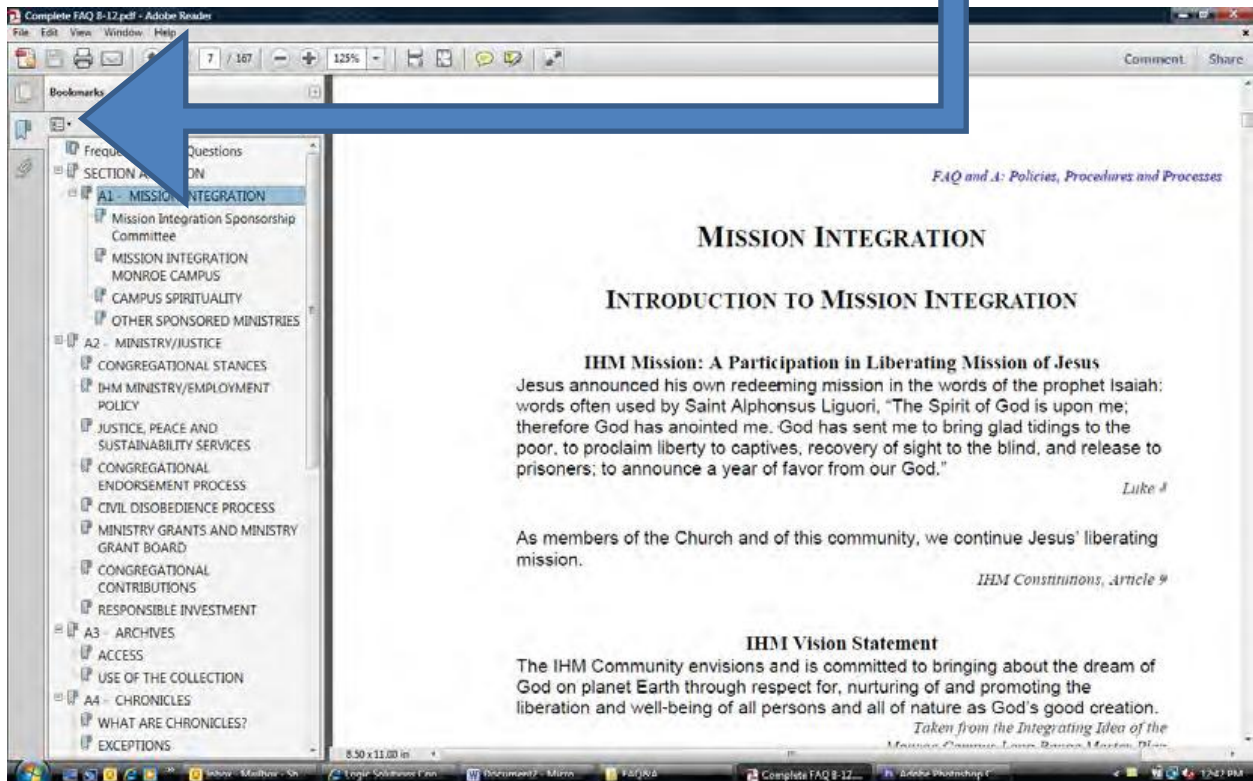 Complete FAQ 8-12.pdf - Adobe Reader
File Edit View Window Help
7 / 167 125% Comment Share
Bookmarks
Questions
SECTION A
A1 - MISSION INTEGRATION
Mission Integration Sponsorship
Committee
MISSION INTEGRATION
MONROE CAMPUS
CAMPUS SPIRITUALITY
OTHER SPONSORED MINISTRIES
A2 - MINISTRY/JUSTICE
CONGREGATIONAL STANCES
IHM MINISTRY/EMPLOYMENT
POLICY
JUSTICE, PEACE AND
SUSTAINABILITY SERVICES
CONGREGATIONAL
ENDORSEMENT PROCESS
CIVIL DISOBEDIENCE PROCESS
MINISTRY GRANTS AND MINISTRY
GRANT BOARD
CONGREGATIONAL
CONTRIBUTIONS
RESPONSIBLE INVESTMENT
A3 - ARCHIVES
ACCESS
USE OF THE COLLECTION
A4 - CHRONICLES
WHAT ARE CHRONICLES?
EXCEPTIONS
FAQ and A: Policies, Procedures and Processes
MISSION INTEGRATION
INTRODUCTION TO MISSION INTEGRATION
IHM Mission: A Participation in Liberating Mission of Jesus
Jesus announced his own redeeming mission in the words of the prophet Isaiah:
words often used by Saint Alphonsus Liguori, “The Spirit of God is upon me;
therefore God has anointed me. God has sent me to bring glad tidings to the
poor, to proclaim liberty to captives, recovery of sight to the blind, and release to
prisoners; to announce a year of favor from our God.”
Luke 4
As members of the Church and of this community, we continue Jesus’ liberating
mission.
IHM Constitutions, Article 9
IHM Vision Statement
The IHM Community envisions and is committed to bringing about the dream of
God on planet Earth through respect for, nurturing of and promoting the
liberation and well-being of all persons and all of nature as God’s good creation.
Taken from the Integrating Idea of the
Monroe Campus Long Range Master Plan
8.50 x 11.00 in
Inbox - Mailbox - Sh... Logic Solutions Con... Document2 - Micro... FAQ&A Complete FAQ 8-12.... Adobe Photoshop C... 12:42 PM